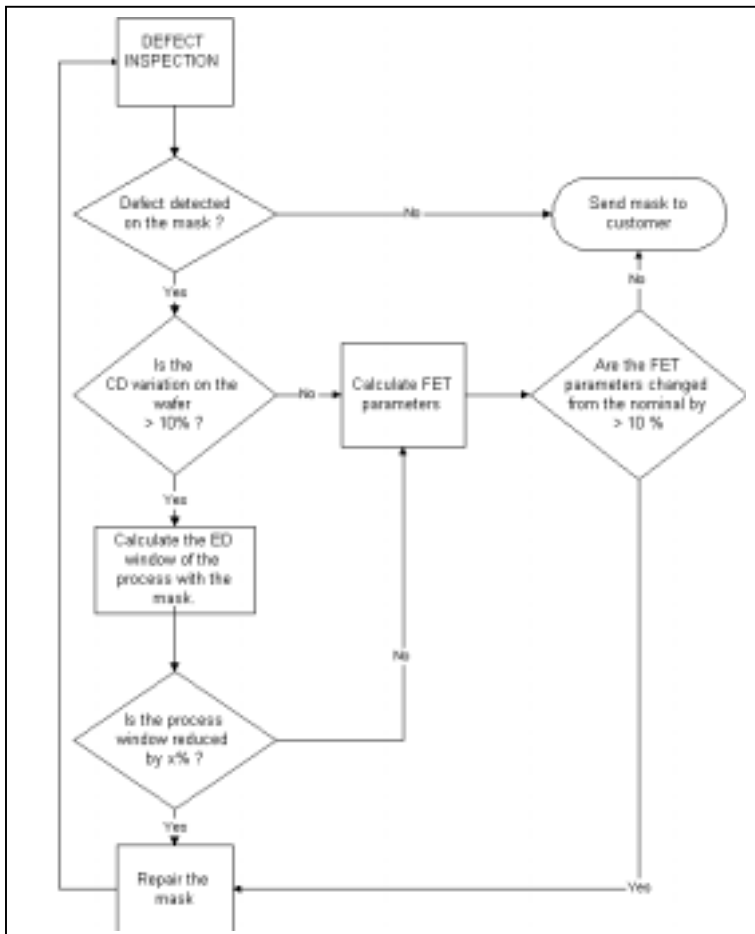 DEFECT
INSPECTION
Defect detected
on the mask ?
No
Send mask to
customer
Yes
No
Is the
CD variation on the
wafer
> 10% ?
No
Calculate FET
parameters
Are the FET
parameters changed
from the nominal by
> 10 %
Yes
Calculate the ED
window of the
process with the
mask.
No
Is the process
window reduced
by x% ?
Yes
Repair the
mask
Yes